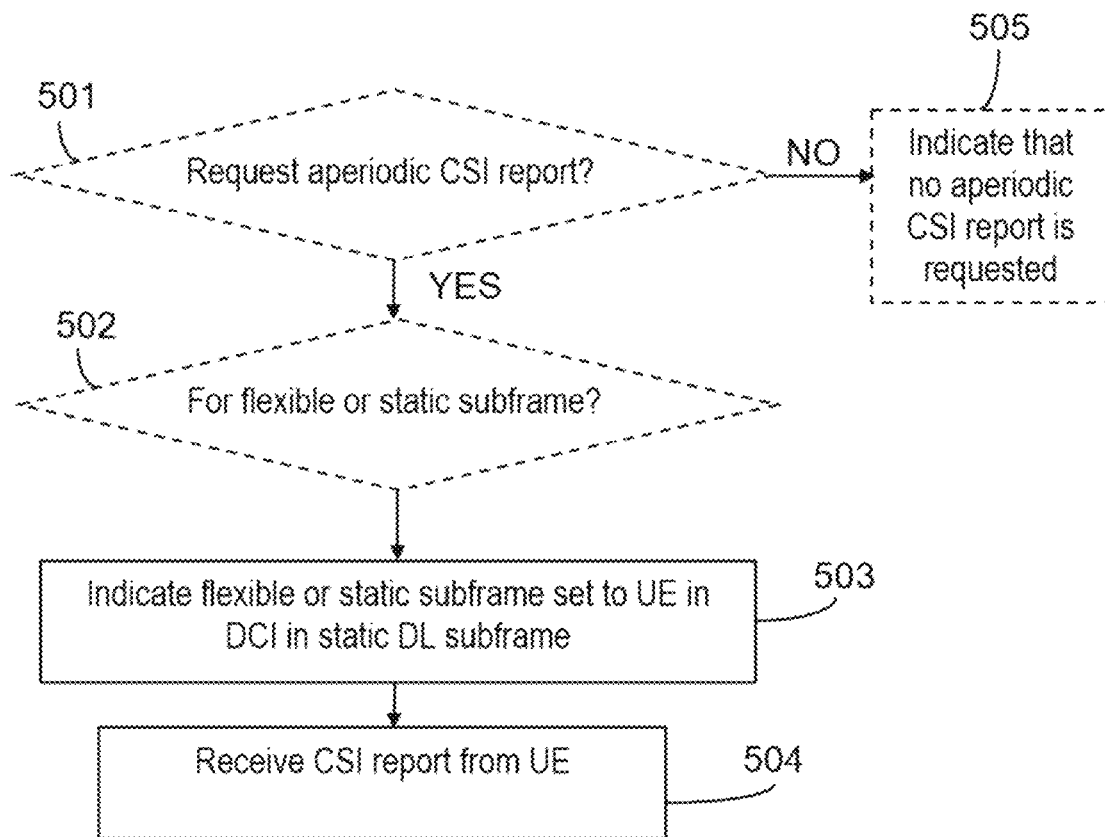 505
501
Request aperiodic CSI report?
NO
Indicate that
no aperiodic
CSI report is
requested
YES
502
For flexible or static subframe?
Indicate flexible or static subframe set to UE in
DCI in static DL subframe
503
Receive CSI report from UE
504